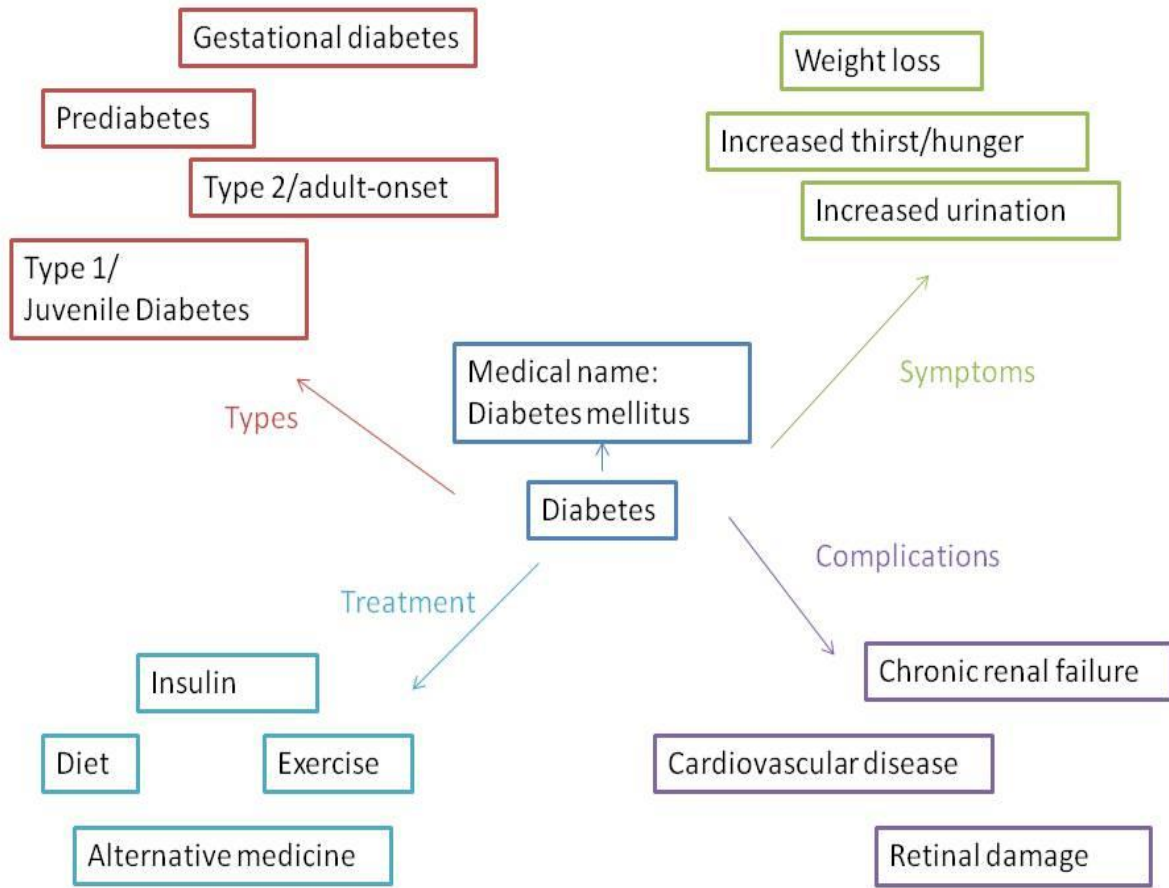 Gestational diabetes
Prediabetes
Type 2/adult-onset
Type 1/
Juvenile Diabetes
Types
Weight loss
Increased thirst/hunger
Increased urination
Symptoms
Medical name:
Diabetes mellitus
Diabetes
Treatment
Insulin
Diet
Exercise
Alternative medicine
Complications
Chronic renal failure
Cardiovascular disease
Retinal damage